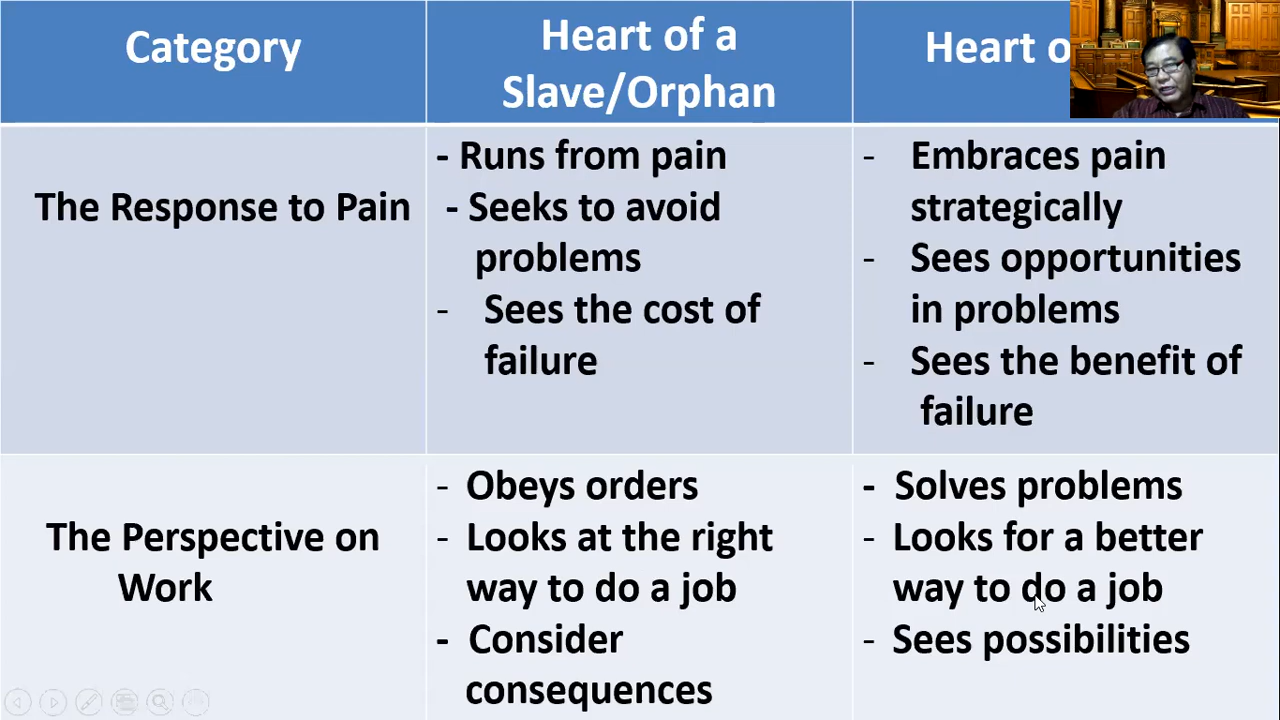 Category
Heart of a
Slave/Orphan
Heart
The Response to Pain
- Runs from pain
- Seeks to avoid
problems
- Sees the cost of
failure
- Embraces pain
strategically
- Sees opportunities
in problems
- Sees the benefit of
failure
The Perspective on
Work
- Obeys orders
- Looks at the right
way to do a job
- Consider
consequences
- Solves problems
- Looks for a better
way to do a job
- Sees possibilities